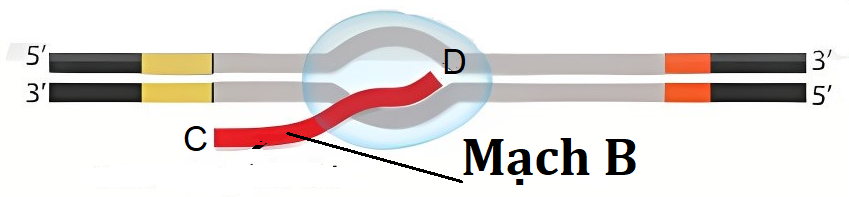 5′ D 3′
3′ 5′
C
Mạch B